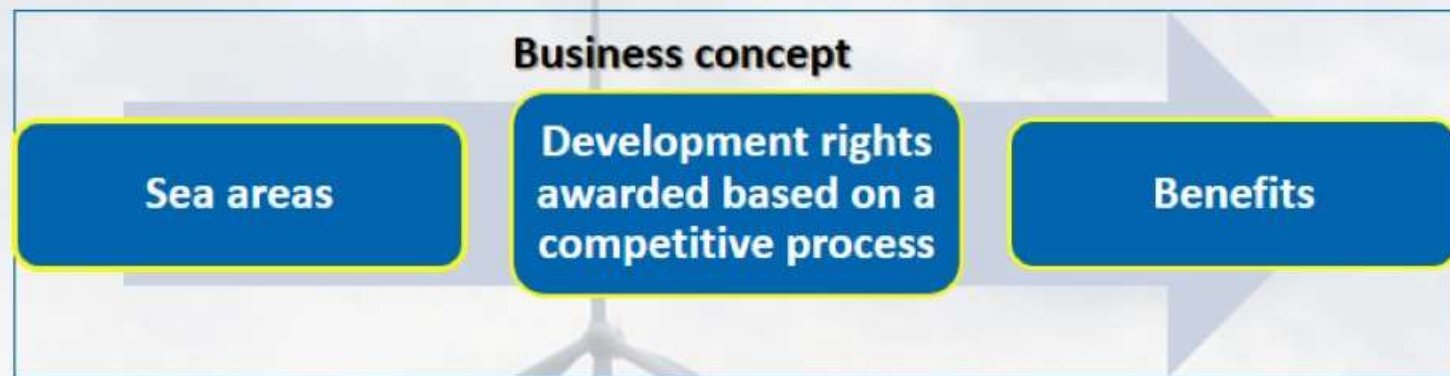 Business concept
Sea areas
Development rights
awarded based on a
competitive process
Benefits